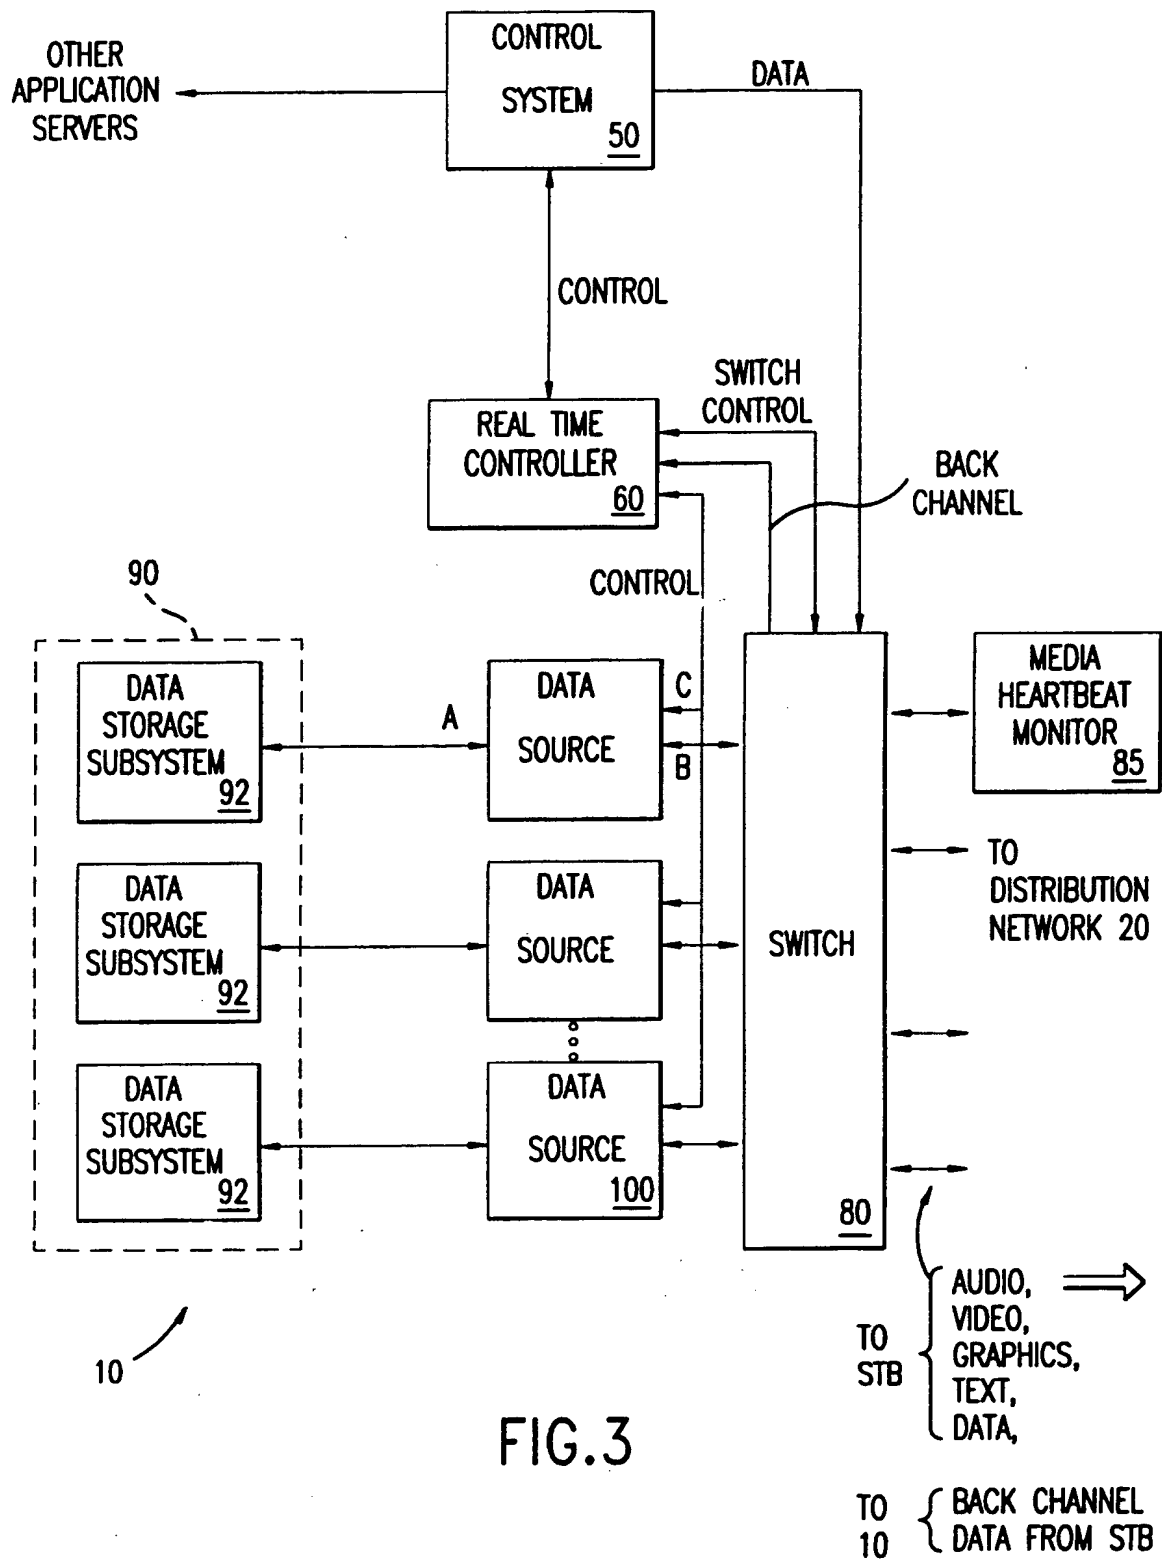 OTHER
APPLICATION
SERVERS
CONTROL
SYSTEM
50
DATA
CONTROL
SWITCH
CONTROL
REAL TIME
CONTROLLER
60
BACK
CHANNEL
CONTROL
90
DATA
STORAGE
SUBSYSTEM
92
A
DATA
SOURCE
C
B
MEDIA
HEARTBEAT
MONITOR
85
DATA
STORAGE
SUBSYSTEM
92
DATA
SOURCE
SWITCH
80
TO
DISTRIBUTION
NETWORK 20
DATA
STORAGE
SUBSYSTEM
92
DATA
SOURCE
100
10
TO
STB
AUDIO,
VIDEO,
GRAPHICS,
TEXT,
DATA,
FIG.3
TO
10
BACK CHANNEL
DATA FROM STB